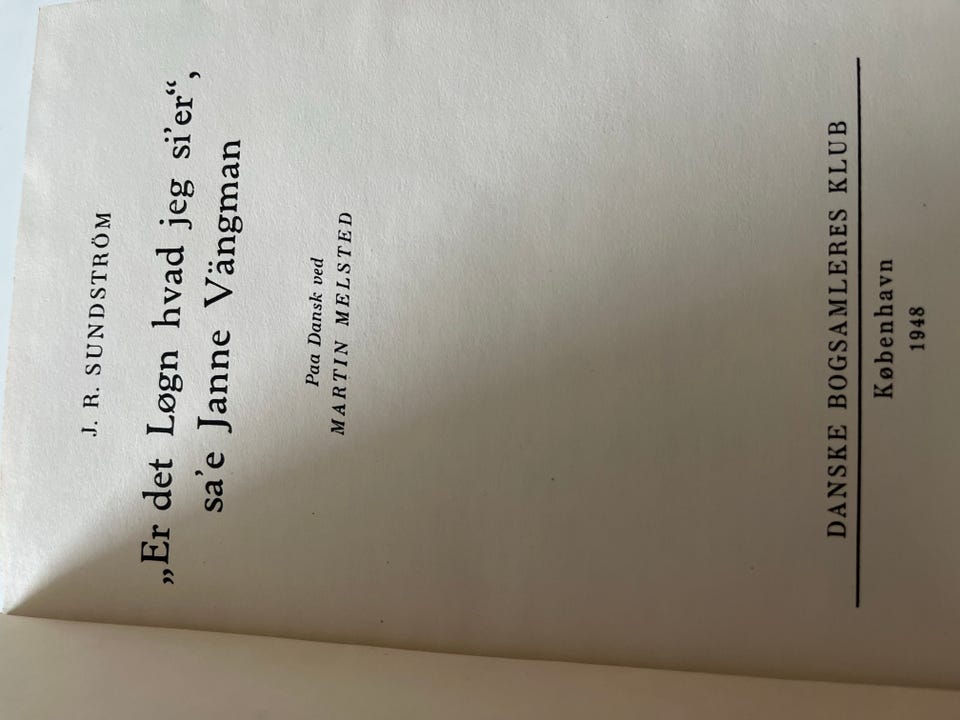 J. R. SUNDSTRÖM
„Er det Løgn hvad jeg si'er“,
sa'e Janne Vängman
Paa Dansk ved
MARTIN MELSTED
DANSKE BOGSAMLERES KLUB
København
1948